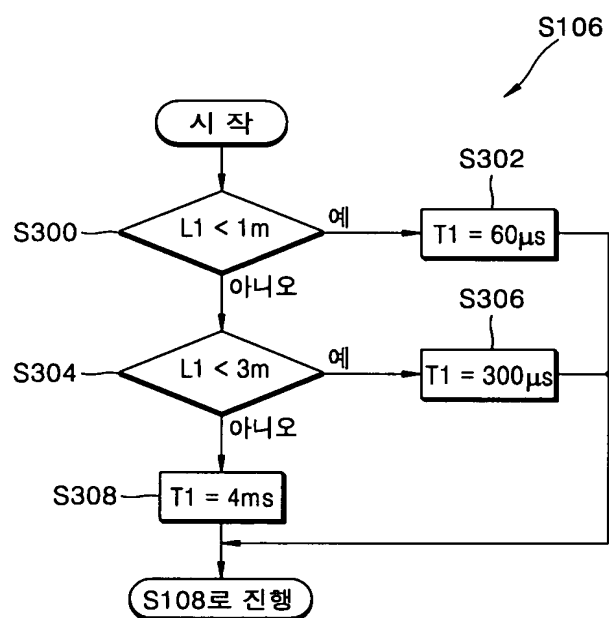 S106
시 작
S302
S300
L1 < 1m
예
T1 = 60μs
아니오
S306
S304
L1 < 3m
예
T1 = 300μs
아니오
S308
T1 = 4ms
S108로 진행